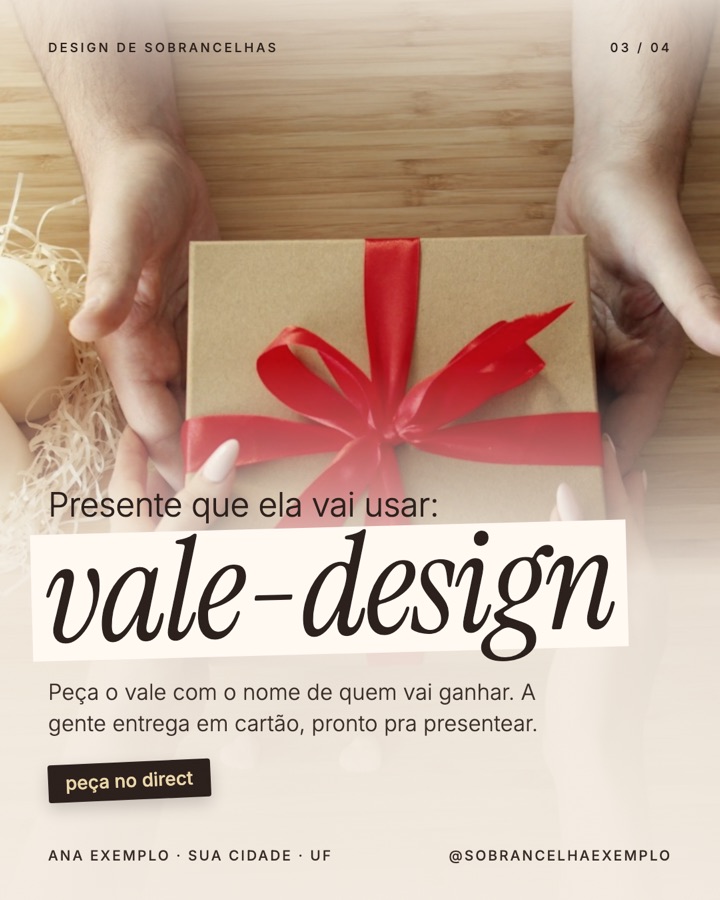 DESIGN DE SOBRANCELHAS
03 / 04
Presente que ela vai usar:
vale-design
Peça o vale com o nome de quem vai ganhar. A
gente entrega em cartão, pronto pra presentear.
peça no direct
ANA EXEMPLO · SUA CIDADE · UF
@SOBRANCELHAEXEMPLO